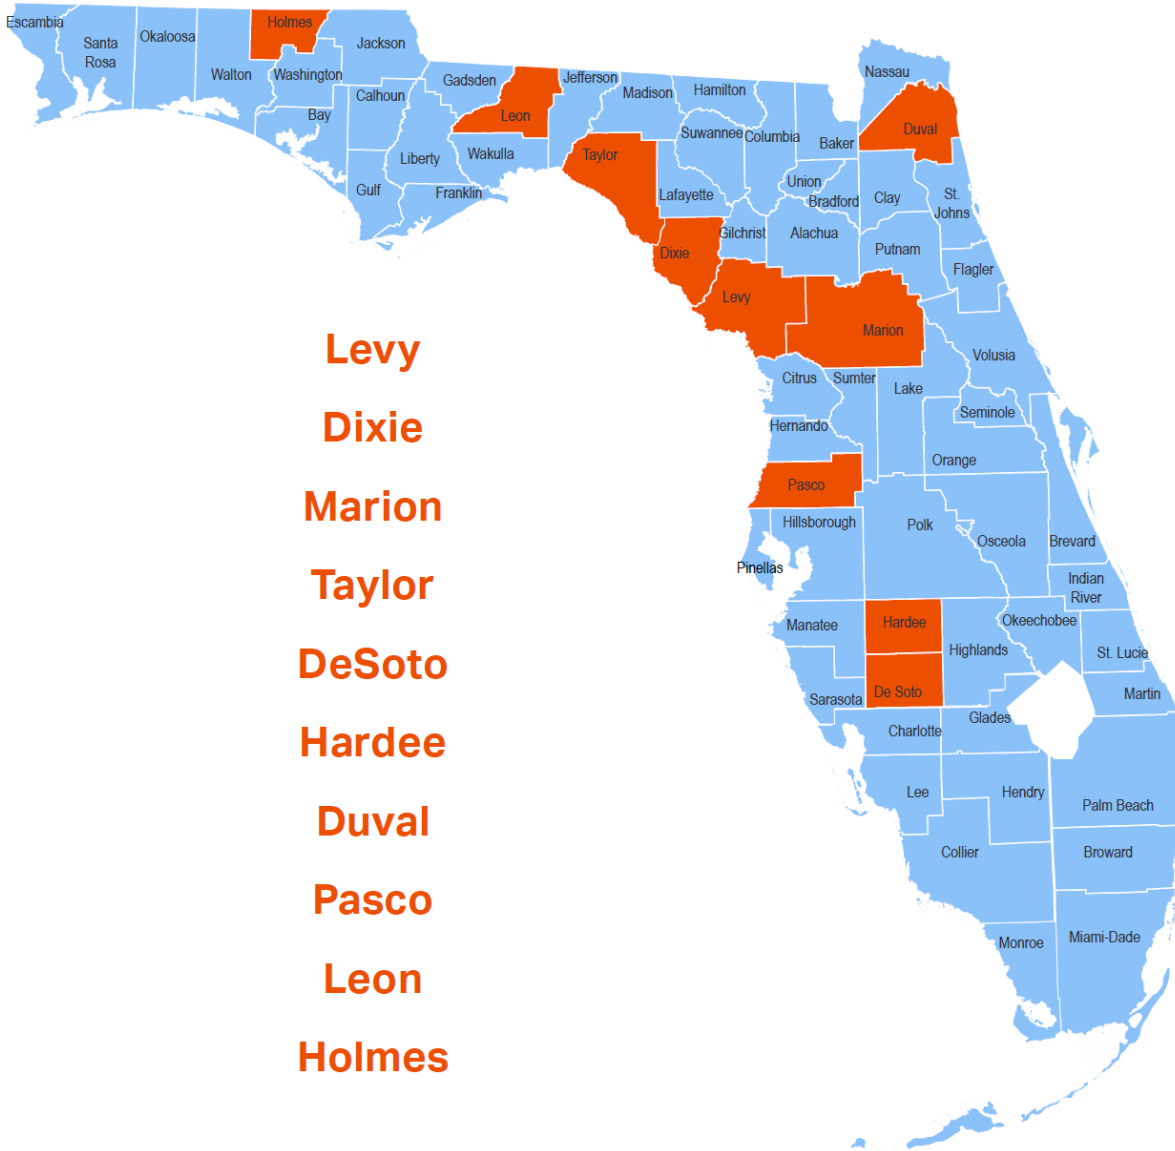 Escambia
Santa
Rosa
Okaloosa
Walton
Holmes
Washington
Jackson
Bay
Calhoun
Gulf
Liberty
Gadsden
Franklin
Leon
Wakulla
Jefferson
Madison
Taylor
Hamilton
Suwannee
Lafayette
Dixie
Columbia
Gilchrist
Levy
Baker
Union
Bradford
Alachua
Marion
Nassau
Duval
Clay
St.
Johns
Putnam
Flagler
Volusia
Citrus
Sumter
Lake
Hernando
Seminole
Orange
Pasco
Hillsborough
Pinellas
Polk
Osceola
Brevard
Indian
River
Manatee
Hardee
Highlands
Okeechobee
St. Lucie
Sarasota
De Soto
Martin
Charlotte
Glades
Lee
Hendry
Palm Beach
Collier
Broward
Monroe
Miami-Dade
Levy
Dixie
Marion
Taylor
DeSoto
Hardee
Duval
Pasco
Leon
Holmes